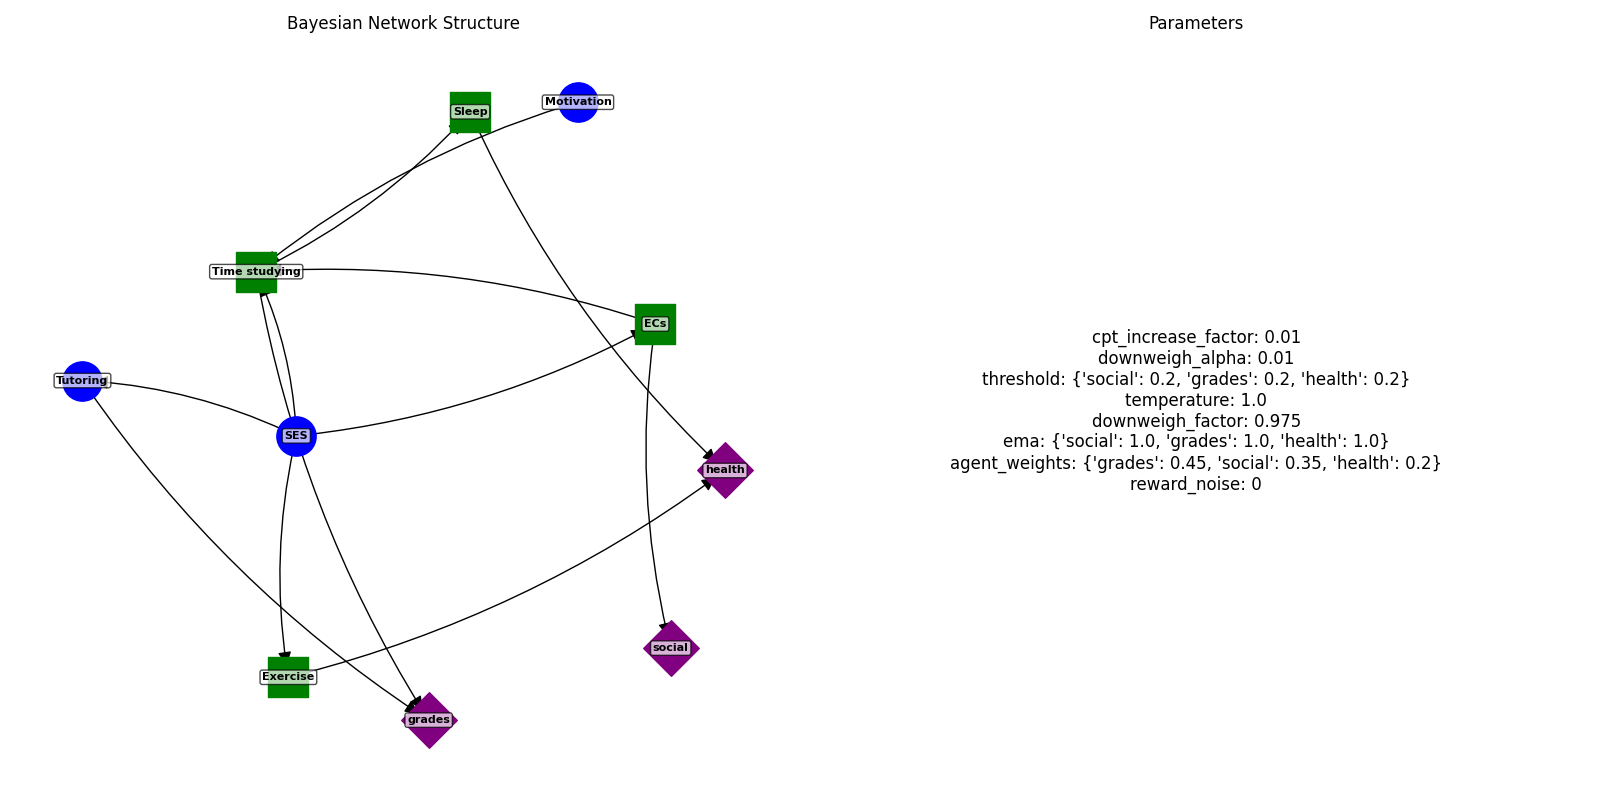 Bayesian Network Structure
Parameters
Motivation
Sleep
Time studying
ECs
Tutoring
SES
health
social
Exercise
grades
cpt_increase_factor: 0.01
downweigh_alpha: 0.01
threshold: {'social': 0.2, 'grades': 0.2, 'health': 0.2}
temperature: 1.0
downweigh_factor: 0.975
ema: {'social': 1.0, 'grades': 1.0, 'health': 1.0}
agent_weights: {'grades': 0.45, 'social': 0.35, 'health': 0.2}
reward_noise: 0